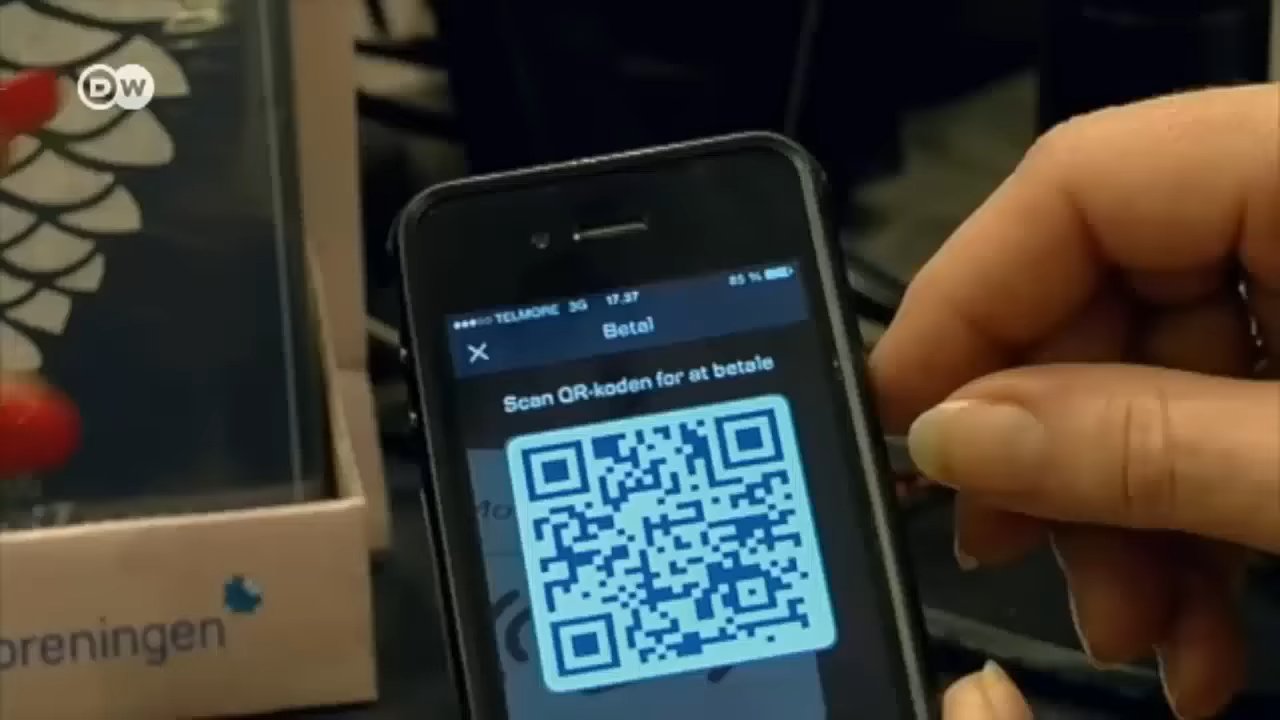 DW
TELMORE 3G 17.37 85 %
Betal
Scan QR-koden for at betale
oreningen